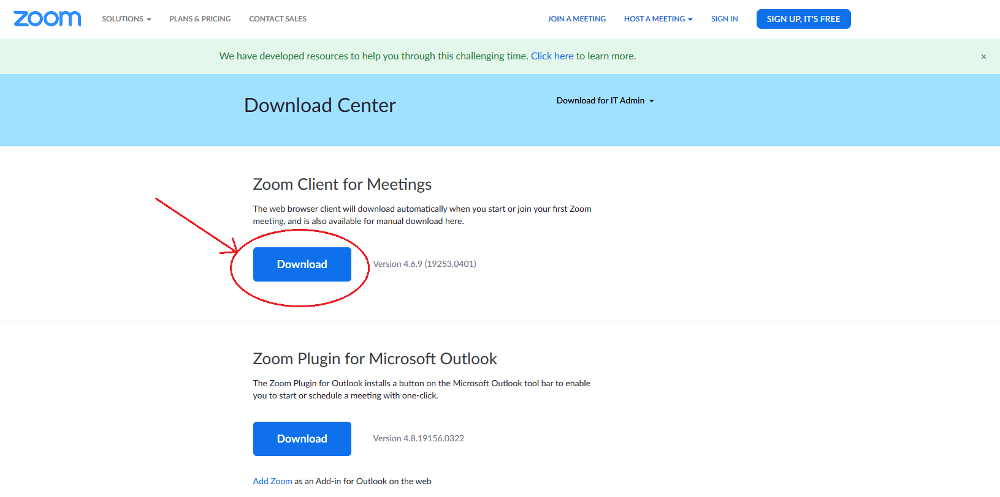 zoom SOLUTIONS PLANS & PRICING CONTACT SALES JOIN A MEETING HOST A MEETING SIGN IN SIGN UP, IT'S FREE
We have developed resources to help you through this challenging time. Click here to learn more. ×
Download Center
Download for IT Admin
Zoom Client for Meetings
The web browser client will download automatically when you start or join your first Zoom
meeting, and is also available for manual download here.
Download Version 4.6.9 (19253.0401)
Zoom Plugin for Microsoft Outlook
The Zoom Plugin for Outlook installs a button on the Microsoft Outlook tool bar to enable
you to start or schedule a meeting with one-click.
Download Version 4.8.19156.0322
Add Zoom as an Add-in for Outlook on the web